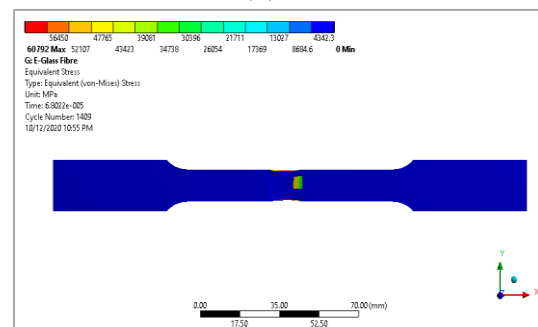 56450 47765 39081 30396 21711 13027 4342.3
60792 Max 52107 43423 34738 26054 17369 8684.6 0 Min
G: E-Glass Fibre
Equivalent Stress
Type: Equivalent (von-Mises) Stress
Unit: MPa
Time: 6.8022e-005
Cycle Number: 1409
10/12/2020 10:55 PM
Y
X
0.00 35.00 70.00 (mm)
17.50 52.50